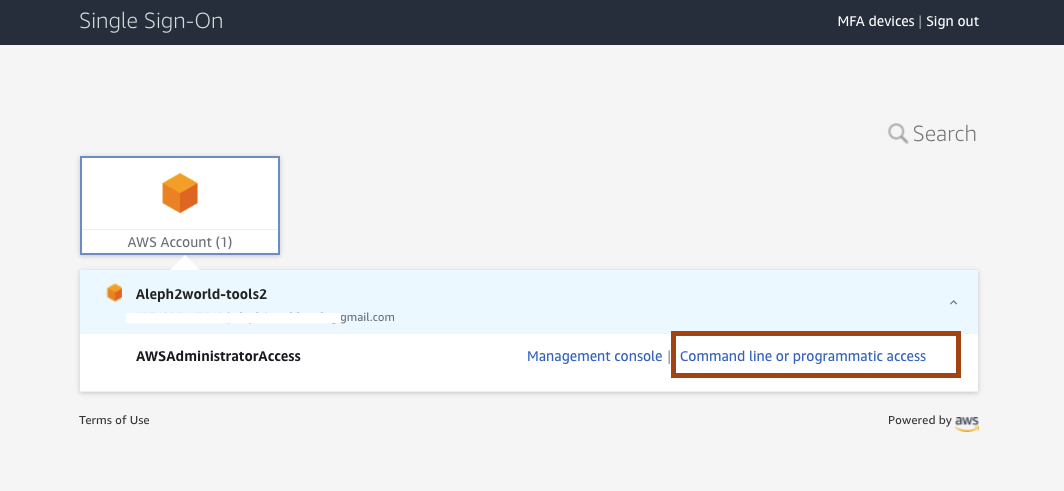 Single Sign-On
MFA devices | Sign out
Search
AWS Account (1)
Aleph2world-tools2
gmail.com
AWSAdministratorAccess
Management console | Command line or programmatic access
Terms of Use
Powered by aws